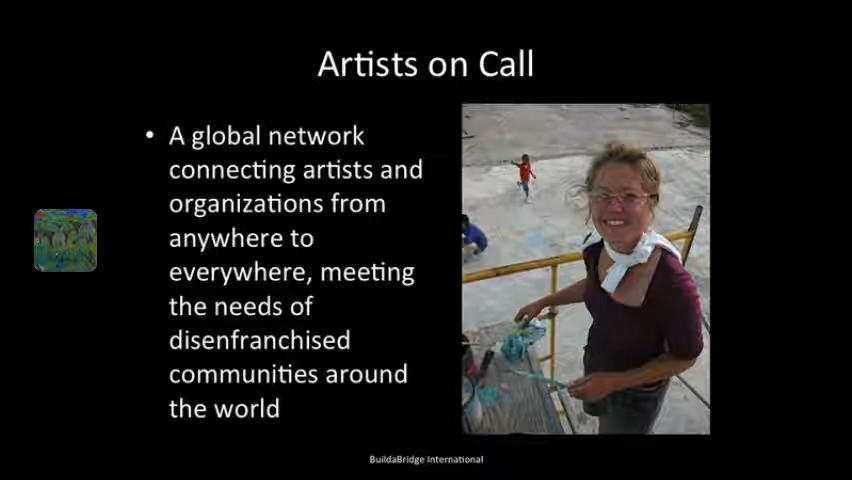 Artists on Call
• A global network
connecting artists and
organizations from
anywhere to
everywhere, meeting
the needs of
disenfranchised
communities around
the world
BuildaBridge International